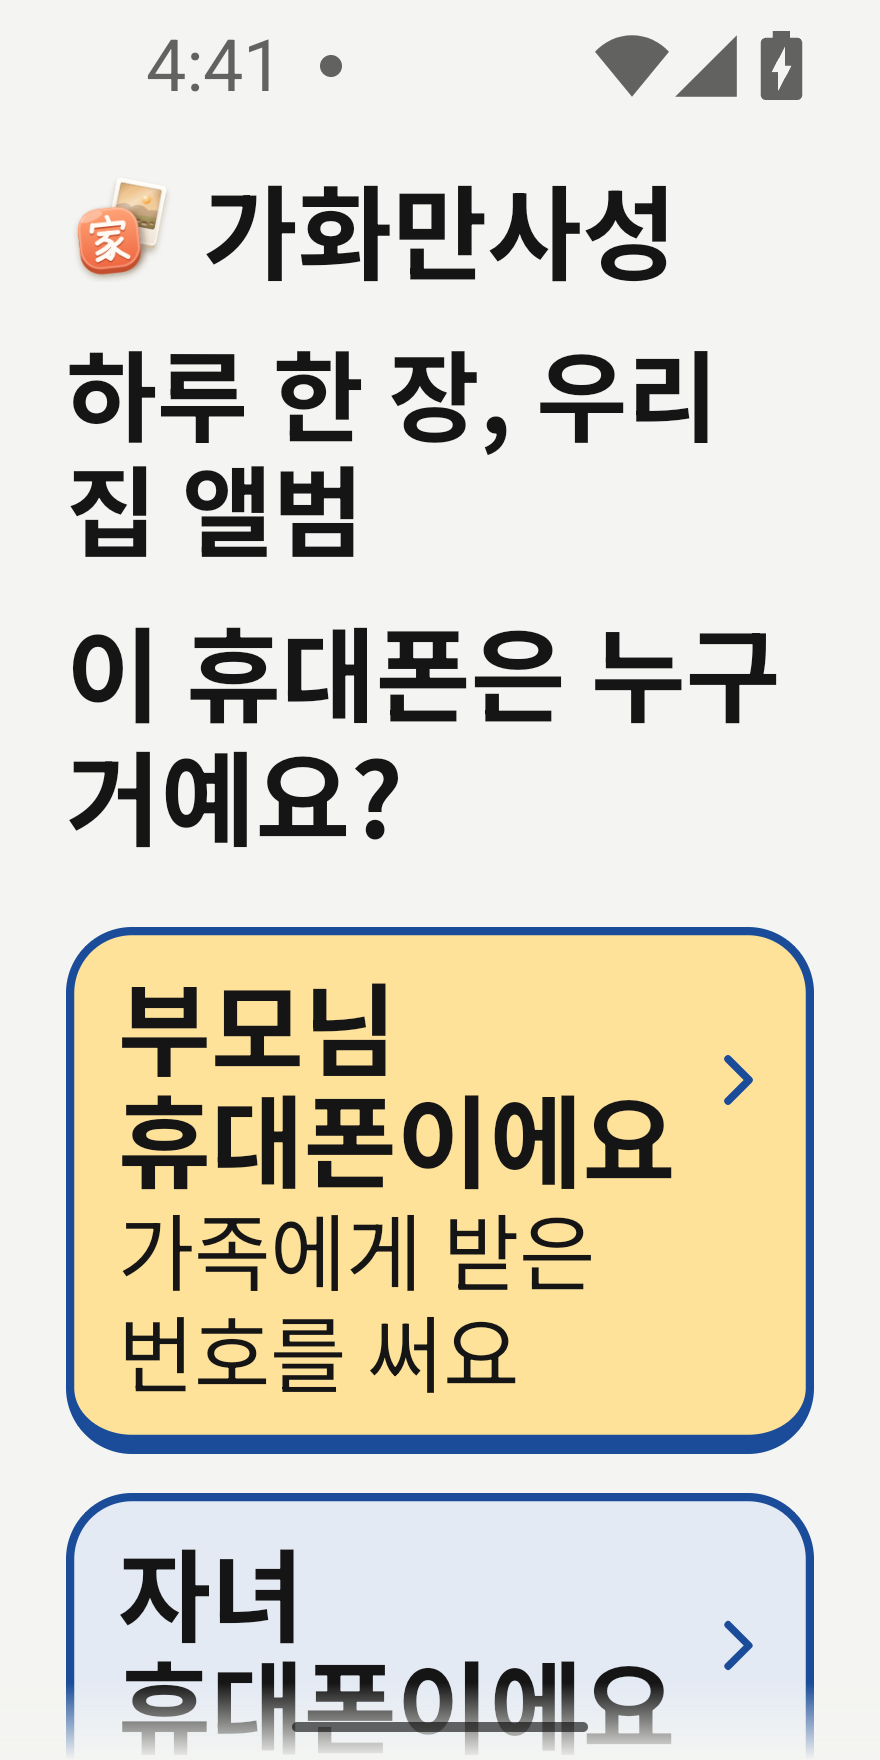 4:41
家
가화만사성
하루 한 장, 우리
집 앨범
이 휴대폰은 누구
거예요?
부모님
휴대폰이에요
가족에게 받은
번호를 써요
자녀
휴대폰이에요